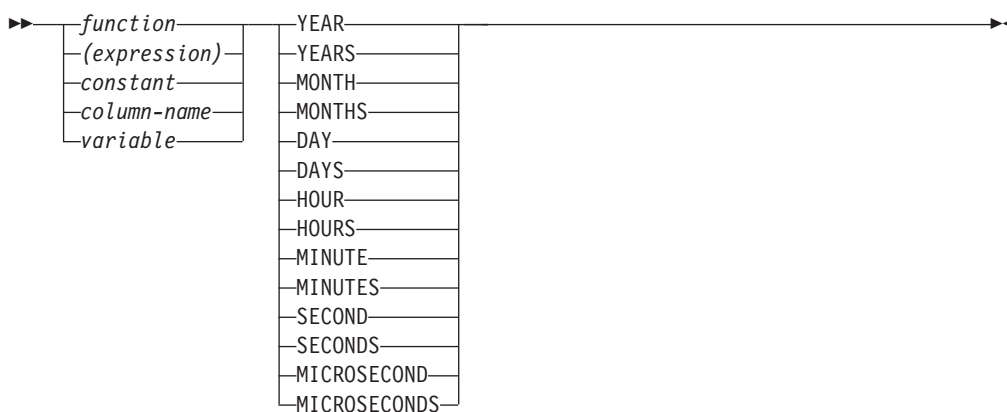 function YEAR
(expression) YEARS
constant MONTH
column-name MONTHS
variable DAY
DAYS
HOUR
HOURS
MINUTE
MINUTES
SECOND
SECONDS
MICROSECOND
MICROSECONDS